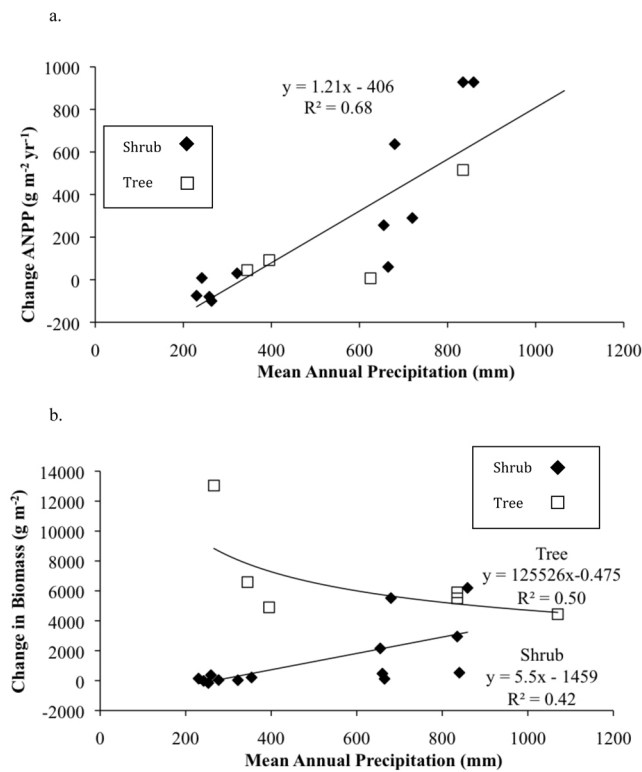 a.
1000
800
600
400
200
0
-200
Change ANPP (g m-2 yr-1)
y = 1.21x - 406
R² = 0.68
Shrub
Tree
0 200 400 600 800 1000 1200
Mean Annual Precipitation (mm)
b.
14000
12000
10000
8000
6000
4000
2000
0
-2000
Change in Biomass (g m-2)
Shrub
Tree
Tree
y = 125526x-0.475
R² = 0.50
Shrub
y = 5.5x - 1459
R² = 0.42
0 200 400 600 800 1000 1200
Mean Annual Precipitation (mm)